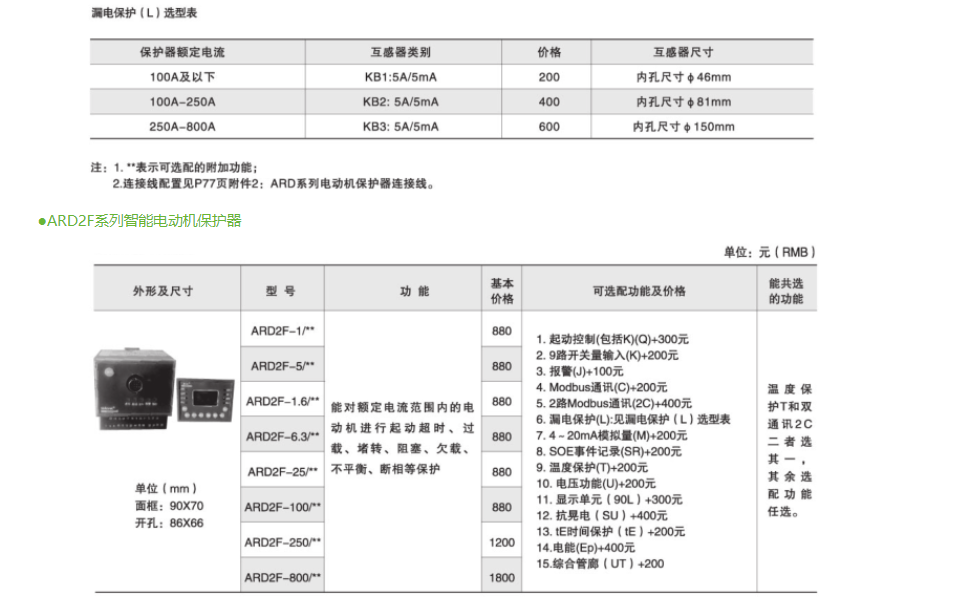 漏电保护（L）选型表
保护器额定电流 互感器类别 价格 互感器尺寸
100A及以下 KB1:5A/5mA 200 内孔尺寸φ46mm
100A-250A KB2: 5A/5mA 400 内孔尺寸φ81mm
250A-800A KB3: 5A/5mA 600 内孔尺寸φ150mm
注：1. **表示可选配的附加功能；
2.连接线配置见P77页附件2：ARD系列电动机保护器连接线。
●ARD2F系列智能电动机保护器
单位：元（RMB）
外形及尺寸 型 号 功 能 基本价格 可选配功能及价格 能共选的功能
单位（mm）
面框：90X70
开孔：86X66
ARD2F-1/** 880
ARD2F-5/** 880
ARD2F-1.6/** 880
ARD2F-6.3/** 880
ARD2F-25/** 880
ARD2F-100/** 880
ARD2F-250/** 1200
ARD2F-800/** 1800
能对额定电流范围内的电
动机进行起动超时、过
载、堵转、阻塞、欠载、
不平衡、断相等保护
1. 起动控制(包括K)(Q)+300元
2. 9路开关量输入(K)+200元
3. 报警(J)+100元
4. Modbus通讯(C)+200元
5. 2路Modbus通讯(2C)+400元
6. 漏电保护(L):见漏电保护（L）选型表
7. 4～20mA模拟量(M)+200元
8. SOE事件记录(SR)+200元
9. 温度保护(T)+200元
10. 电压功能(U)+200元
11. 显示单元（90L）+300元
12. 抗晃电（SU）+400元
13. tE时间保护（tE）+200元
14.电能(Ep)+400元
15.综合管廊（UT）+200
温度保
护T和双
通讯2C
二者选
其一，
其余选
配功能
任选。